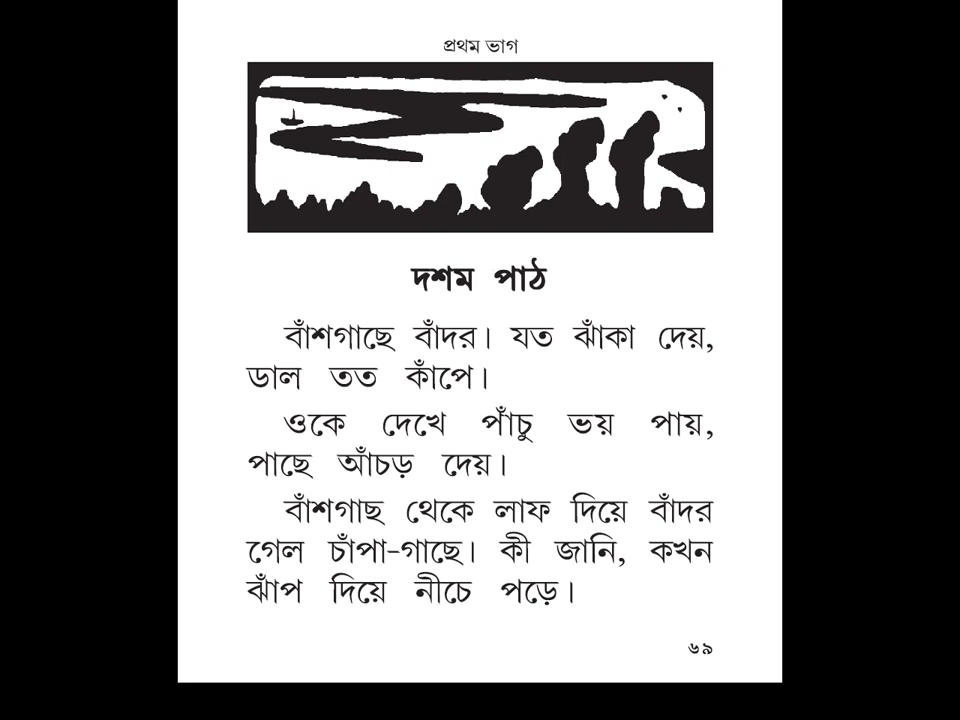 প্রথম ভাগ
দশম পাঠ
বাঁশগাছে বাঁদর। যত ঝাঁকা দেয়,
ডাল তত কাঁপে।
ওকে দেখে পাঁচু ভয় পায়,
পাছে আঁচড় দেয়।
বাঁশগাছ থেকে লাফ দিয়ে বাঁদর
গেল চাঁপা-গাছে। কী জানি, কখন
ঝাঁপ দিয়ে নীচে পড়ে।
৬৯